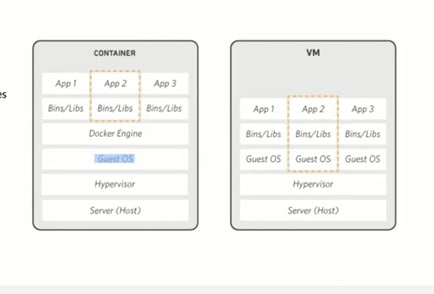 es
CONTAINER
App 1 App 2 App 3
Bins/Libs Bins/Libs Bins/Libs
Docker Engine
Guest OS
Hypervisor
Server (Host)
VM
App 1 App 2 App 3
Bins/Libs Bins/Libs Bins/Libs
Guest OS Guest OS Guest OS
Hypervisor
Server (Host)